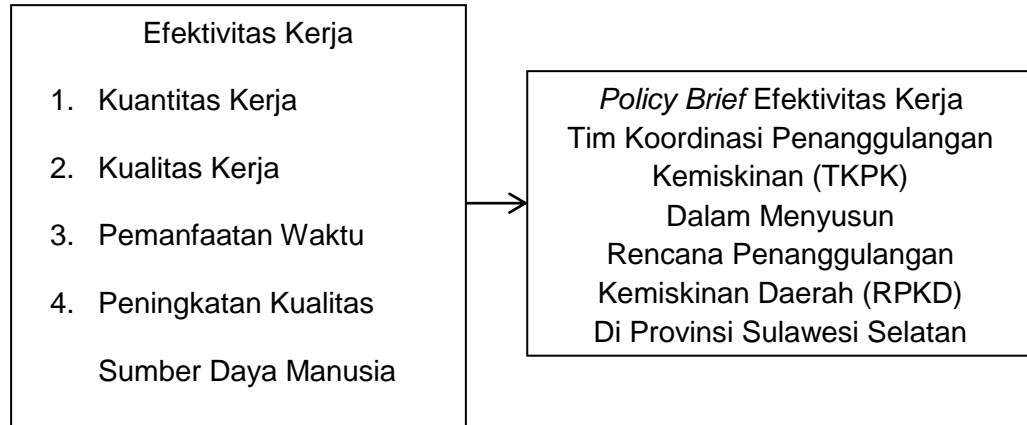 Efektivitas Kerja
1. Kuantitas Kerja
2. Kualitas Kerja
3. Pemanfaatan Waktu
4. Peningkatan Kualitas
Sumber Daya Manusia
Policy Brief Efektivitas Kerja
Tim Koordinasi Penanggulangan
Kemiskinan (TKPK)
Dalam Menyusun
Rencana Penanggulangan
Kemiskinan Daerah (RPKD)
Di Provinsi Sulawesi Selatan